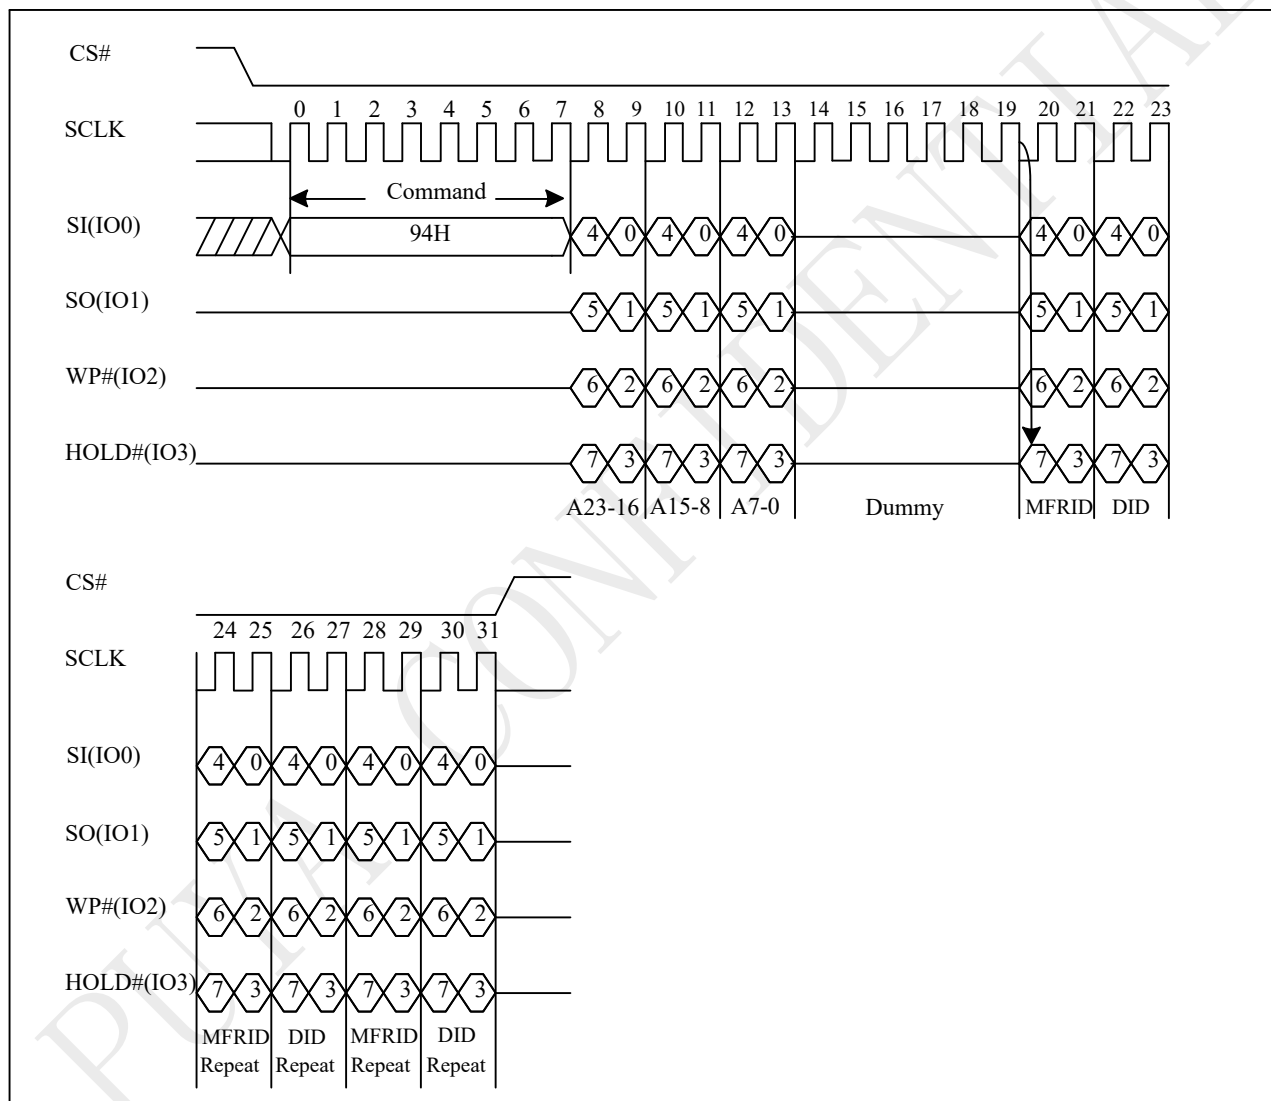 CS#
0 1 2 3 4 5 6 7 8 9 10 11 12 13 14 15 16 17 18 19 20 21 22 23
SCLK
Command
SI(IO0)
94H 4 0 4 0 4 0 4 0 4 0
SO(IO1) 5 1 5 1 5 1 5 1 5 1
WP#(IO2) 6 2 6 2 6 2 6 2 6 2
HOLD#(IO3) 7 3 7 3 7 3 7 3 7 3
A23-16 A15-8 A7-0 Dummy MFRID DID
CS#
24 25 26 27 28 29 30 31
SCLK
SI(IO0) 4 0 4 0 4 0 4 0
SO(IO1) 5 1 5 1 5 1 5 1
WP#(IO2) 6 2 6 2 6 2 6 2
HOLD#(IO3) 7 3 7 3 7 3 7 3
MFRID DID MFRID DID
Repeat Repeat Repeat Repeat
PUYA CONFIDENTIAL